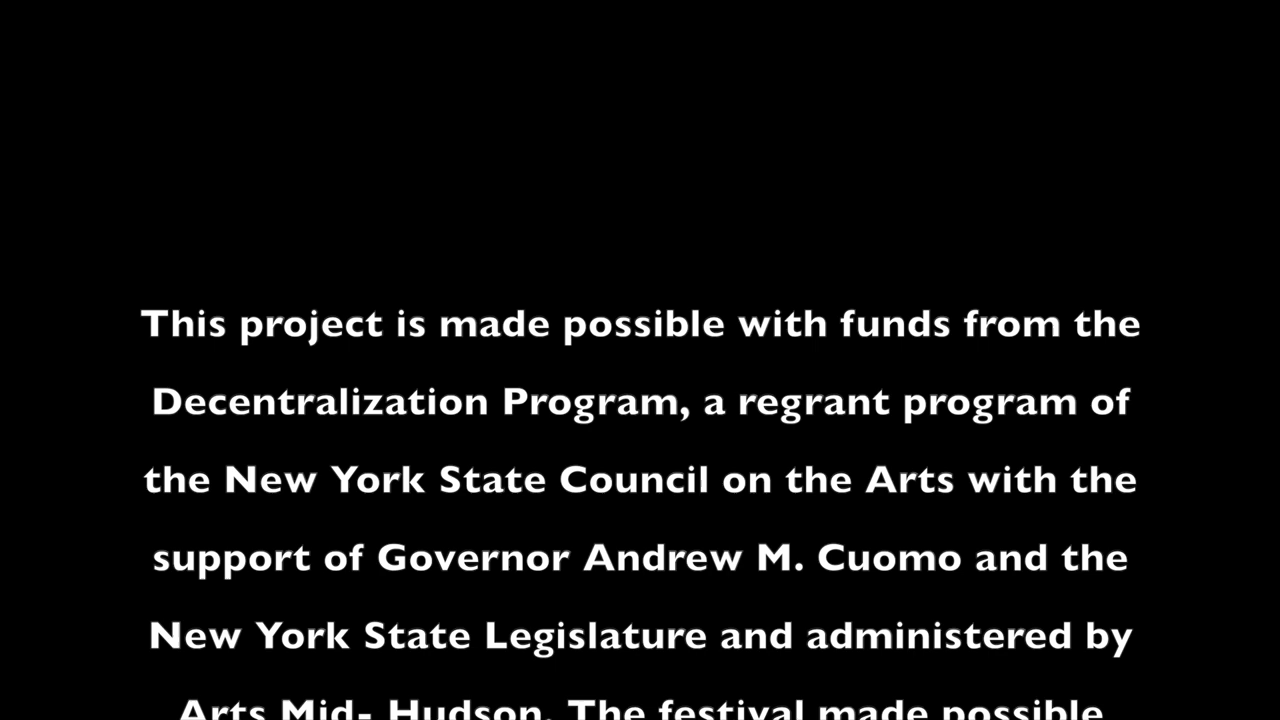 This project is made possible with funds from the
Decentralization Program, a regrant program of
the New York State Council on the Arts with the
support of Governor Andrew M. Cuomo and the
New York State Legislature and administered by
Arts Mid- Hudson. The festival made possible